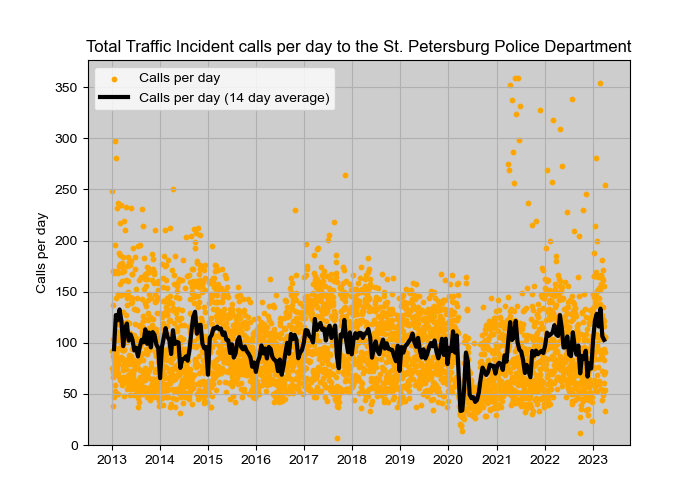 Total Traffic Incident calls per day to the St. Petersburg Police Department
Calls per day
Calls per day (14 day average)
Calls per day
350
300
250
200
150
100
50
0
2013 2014 2015 2016 2017 2018 2019 2020 2021 2022 2023